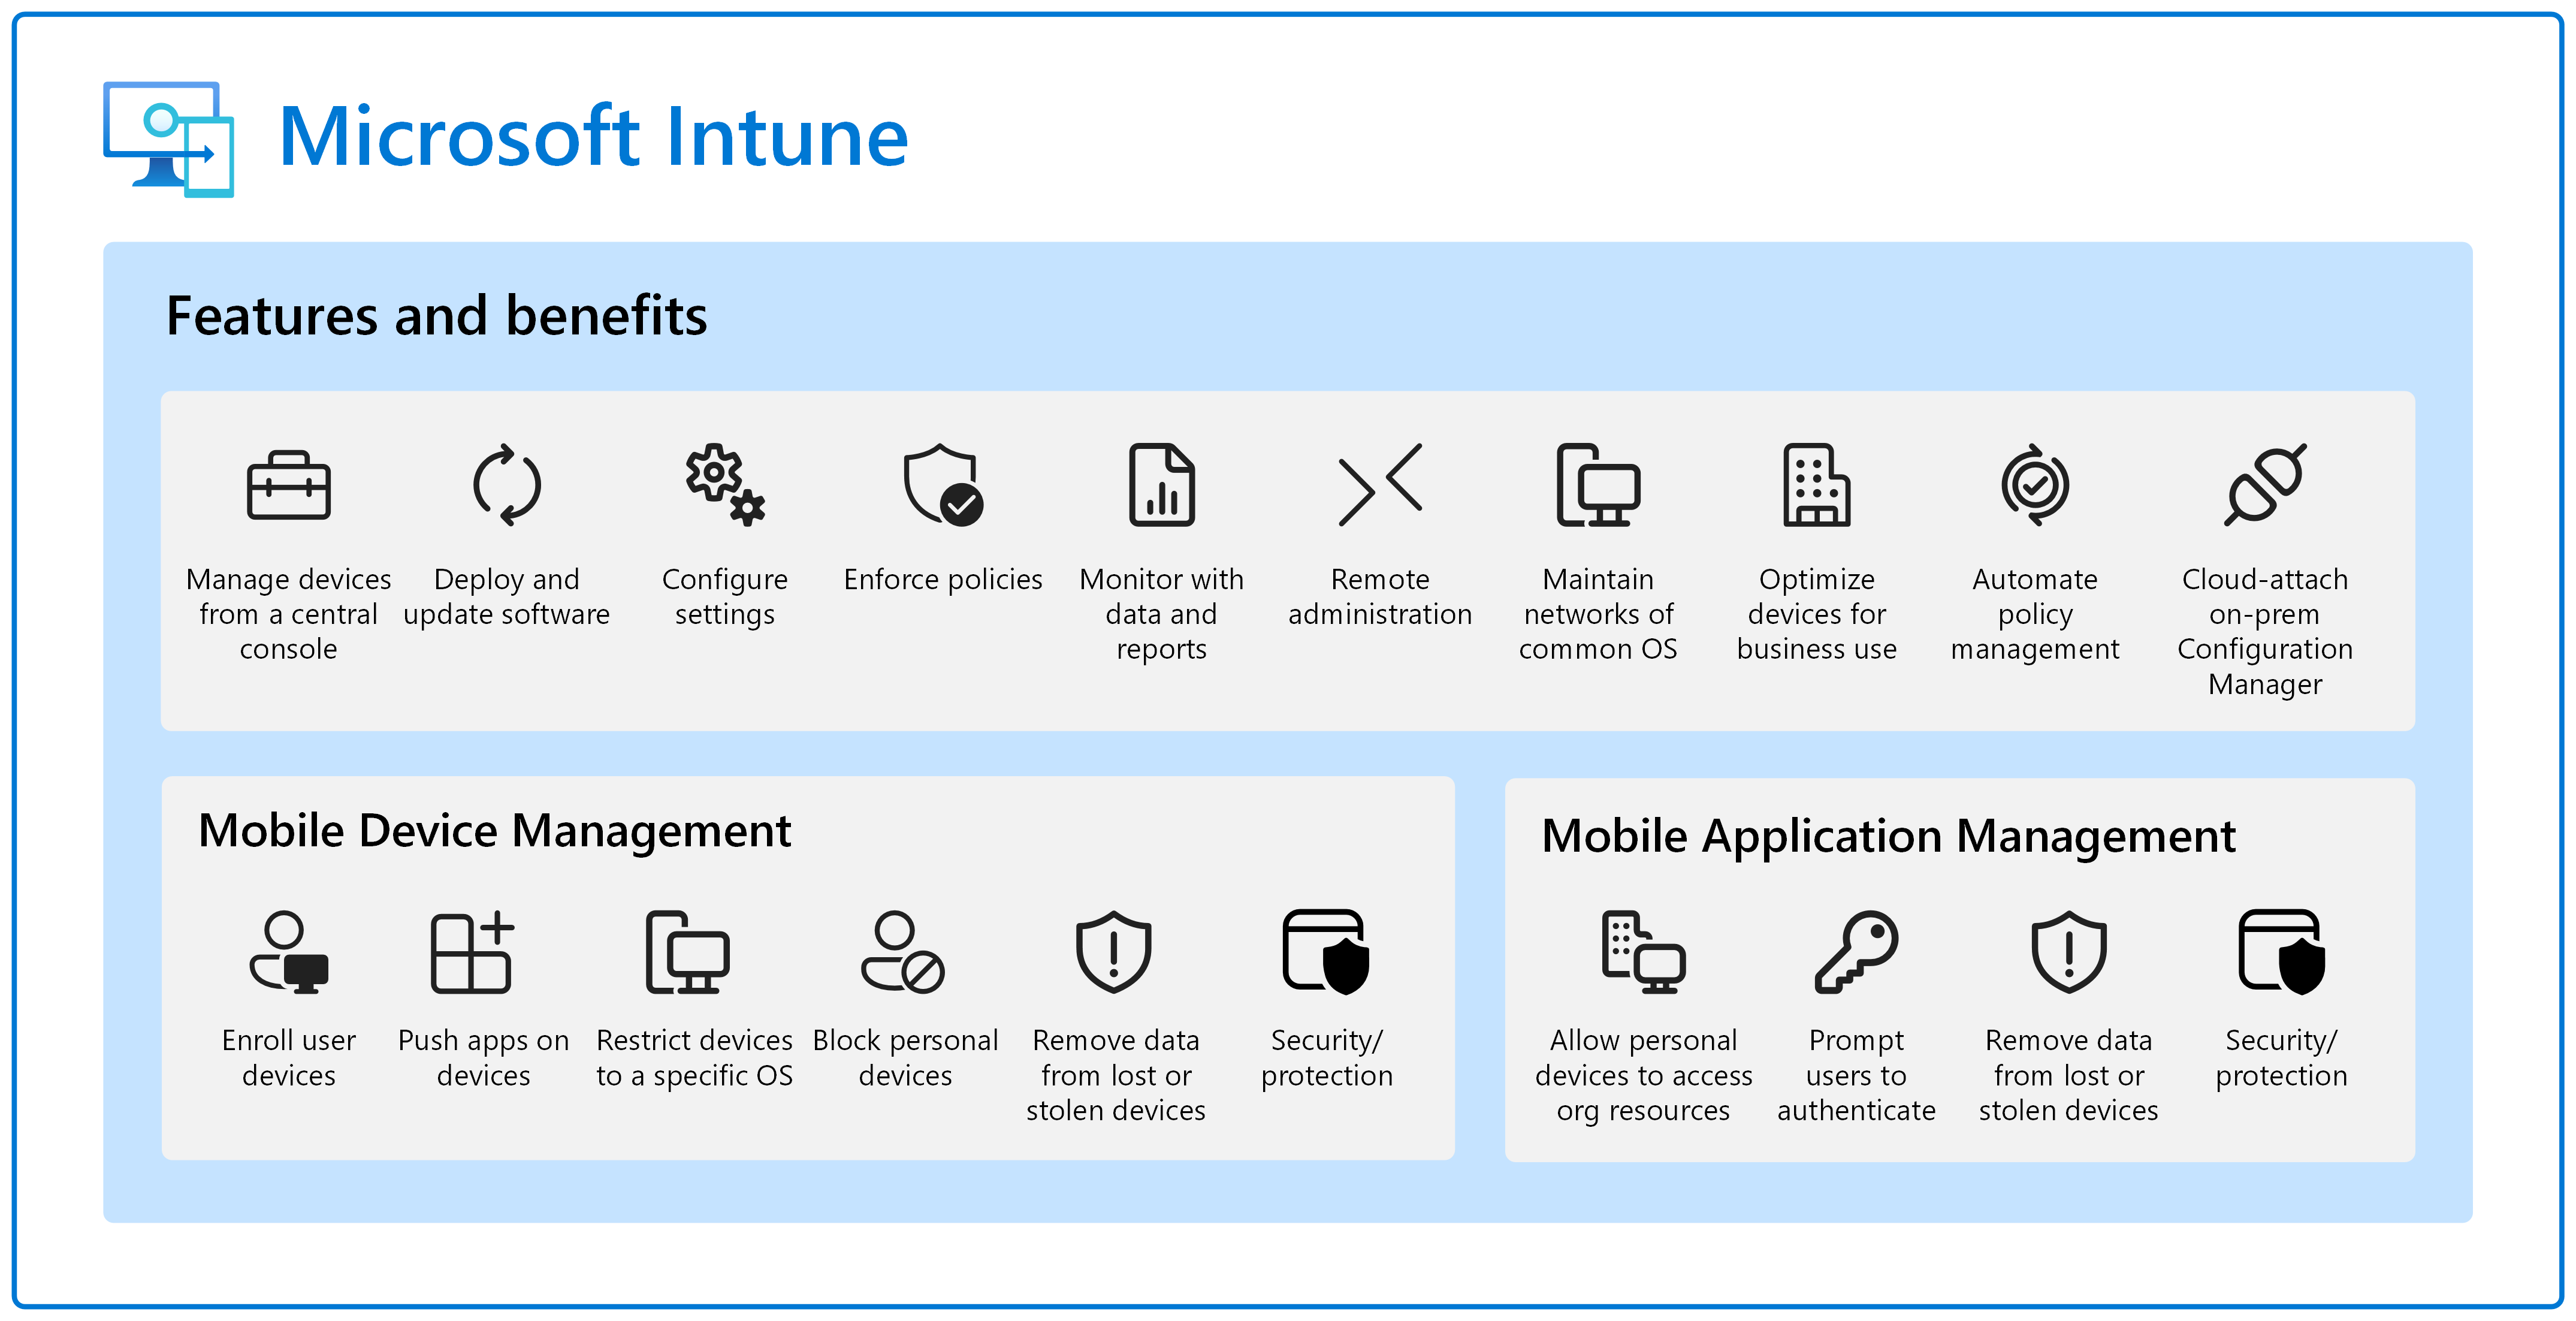 Microsoft Intune
Features and benefits
Manage devices
from a central
console
Deploy and
update software
Configure
settings
Enforce policies
Monitor with
data and
reports
Remote
administration
Maintain
networks of
common OS
Optimize
devices for
business use
Automate
policy
management
Cloud-attach
on-prem
Configuration
Manager
Mobile Device Management
Enroll user
devices
Push apps on
devices
Restrict devices
to a specific OS
Block personal
devices
Remove data
from lost or
stolen devices
Security/
protection
Mobile Application Management
Allow personal
devices to access
org resources
Prompt
users to
authenticate
Remove data
from lost or
stolen devices
Security/
protection